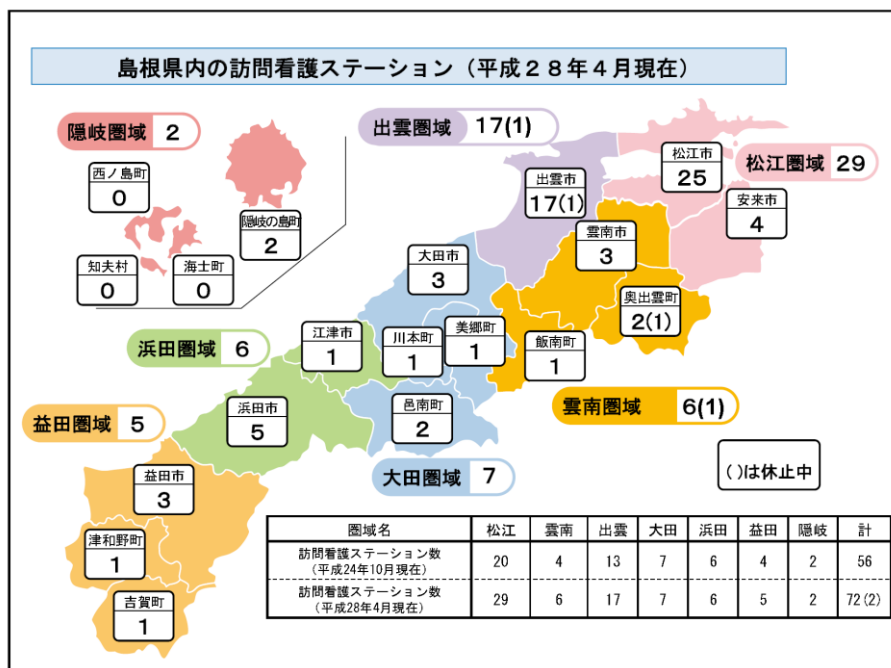 島根県内の訪問看護ステーション（平成２８年４月現在）
隠岐圏域 2
西ノ島町
0
隠岐の島町
2
知夫村
0
海士町
0
出雲圏域 17(1)
出雲市
17(1)
松江圏域 29
松江市
25
安来市
4
雲南市
3
奥出雲町
2(1)
飯南町
1
雲南圏域 6(1)
大田市
3
美郷町
1
川本町
1
邑南町
2
大田圏域 7
浜田圏域 6
江津市
1
浜田市
5
益田圏域 5
益田市
3
津和野町
1
吉賀町
1
( )は休止中
圏域名 松江 雲南 出雲 大田 浜田 益田 隠岐 計
訪問看護ステーション数
（平成24年10月現在） 20 4 13 7 6 4 2 56
訪問看護ステーション数
（平成28年4月現在） 29 6 17 7 6 5 2 72(2)